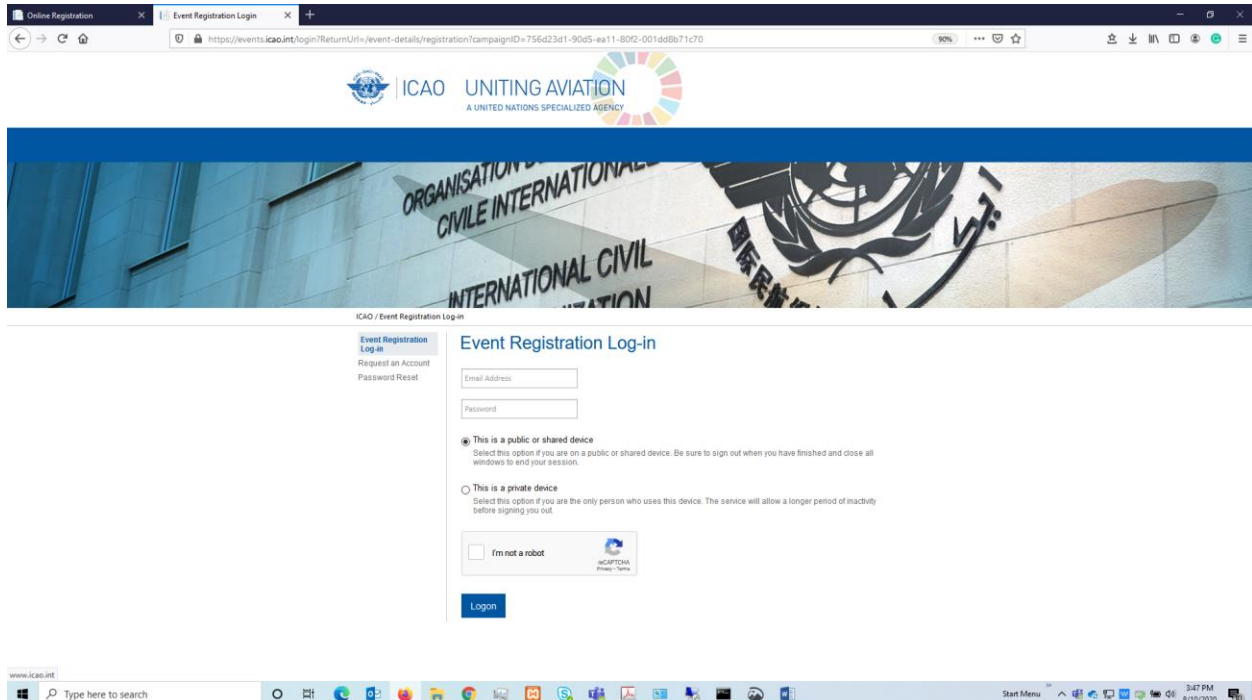 Online Registration
Event Registration Login
https://events.icao.int/login?ReturnUrl=/event-details/registration?campaignID=756d23d1-90d5-ea11-80f2-001dd8b71c70
90%
ICAO
UNITING AVIATION
A UNITED NATIONS SPECIALIZED AGENCY
CIVILE INTERNATIONALE
INTERNATIONAL CIVIL
ICAO / Event Registration Log-in
Event Registration
Log-in
Request an Account
Password Reset
Event Registration Log-in
Email Address
Password
This is a public or shared device
Select this option if you are on a public or shared device. Be sure to sign out when you have finished and close all
windows to end your session.
This is a private device
Select this option if you are the only person who uses this device. The service will allow a longer period of inactivity
before signing you out.
I'm not a robot
reCAPTCHA
Privacy - Terms
Logon
www.icao.int
Type here to search
Start Menu
3:47 PM
8/10/2020